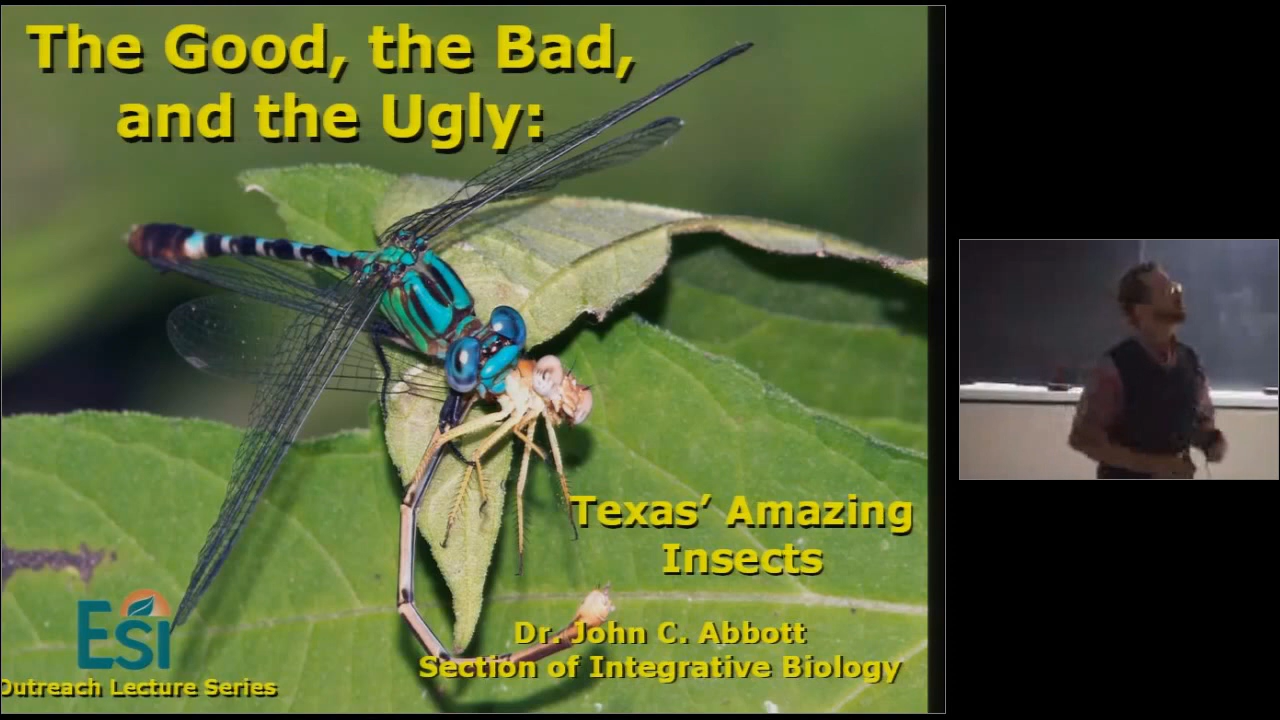 The Good, the Bad,
and the Ugly:
Texas’ Amazing
Insects
Dr. John C. Abbott
Section of Integrative Biology
ESI
Outreach Lecture Series